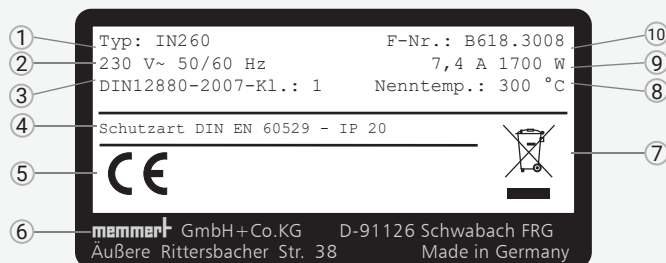 ① Typ: IN260 F-Nr.: B618.3008 ⑩
② 230 V~ 50/60 Hz 7,4 A 1700 W ⑨
③ DIN12880-2007-Kl.: 1 Nenntemp.: 300 °C ⑧
④ Schutzart DIN EN 60529 - IP 20
⑤ CE ⑦
⑥ memmert GmbH+Co.KG D-91126 Schwabach FRG
Äußere Rittersbacher Str. 38 Made in Germany